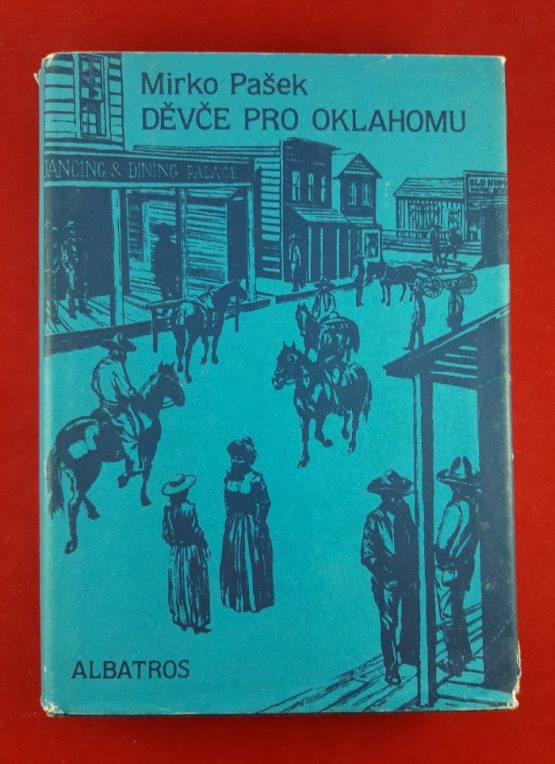 Mirko Pašek
DĚVČE PRO OKLAHOMU
DANCING & DINING PALACE
ALBATROS